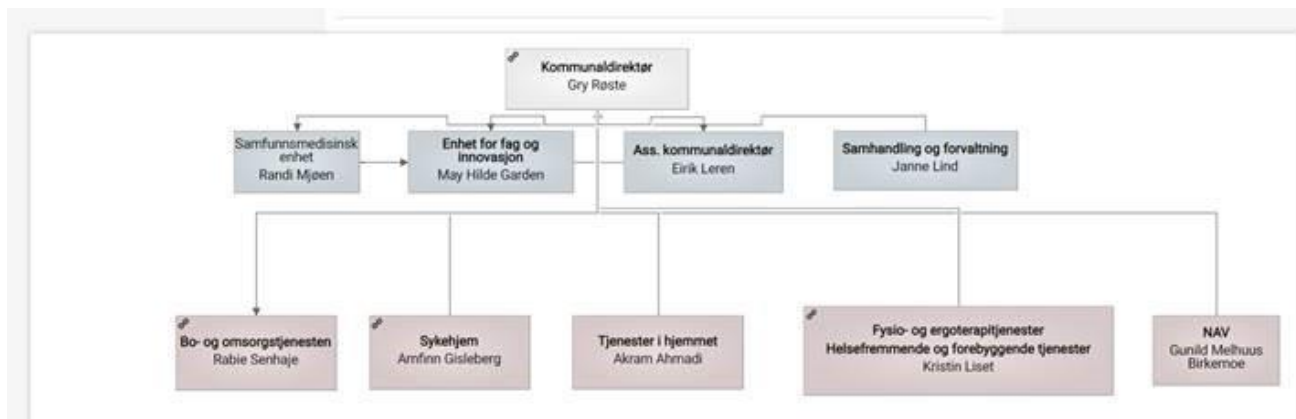 Kommunaldirektør
Gry Røste
Samfunnsmedisinsk
enhet
Randi Mjøen
Enhet for fag og
innovasjon
May Hilde Garden
Ass. kommunaldirektør
Eirik Leren
Samhandling og forvaltning
Janne Lind
Bo- og omsorgstjenesten
Rabie Senhaje
Sykehjem
Arnfinn Gisleberg
Tjenester i hjemmet
Akram Ahmadi
Fysio- og ergoterapitjenester
Helsefremmende og forebyggende tjenester
Kristin Liset
NAV
Gunild Melhuus
Birkemoe